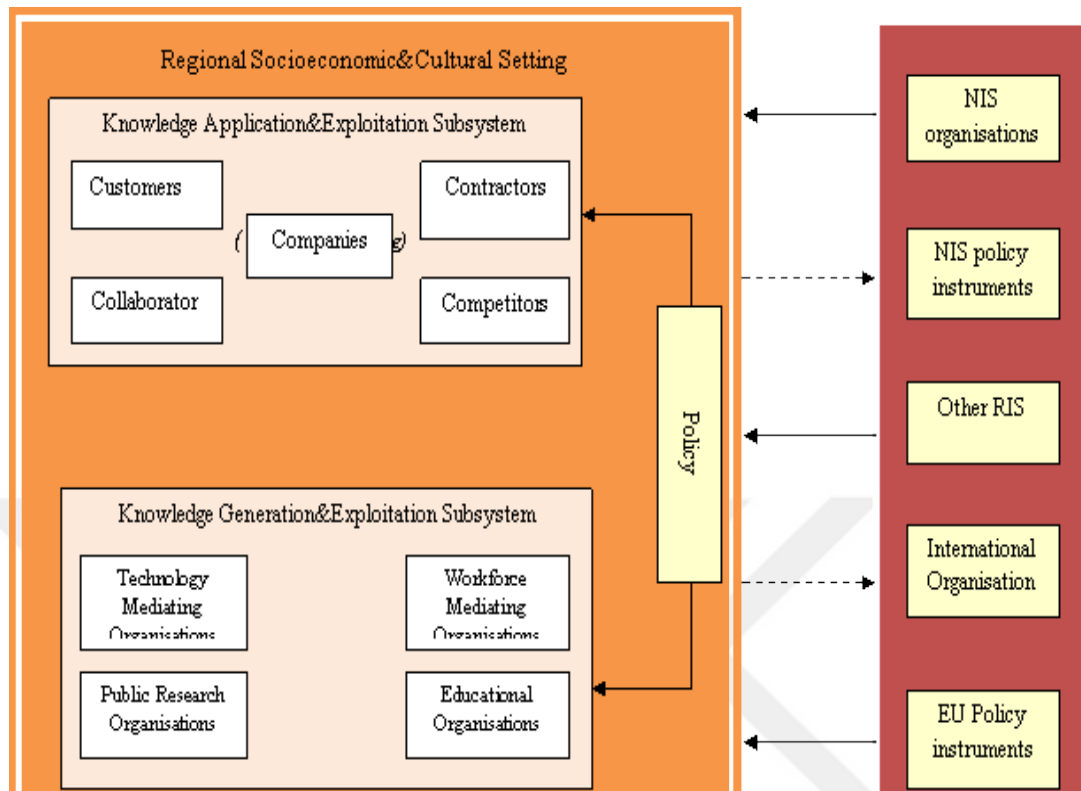 Regional Socioeconomic&Cultural Setting
Knowledge Application&Exploitation Subsystem
Customers
Contractors
( Companies g)
Collaborator
Competitors
Policy
Knowledge Generation&Exploitation Subsystem
Technology
Mediating
Organisations
Workforce
Mediating
Organisations
Public Research
Organisations
Educational
Organisations
NIS
organisations
NIS policy
instruments
Other RIS
International
Organisation
EU Policy
instruments